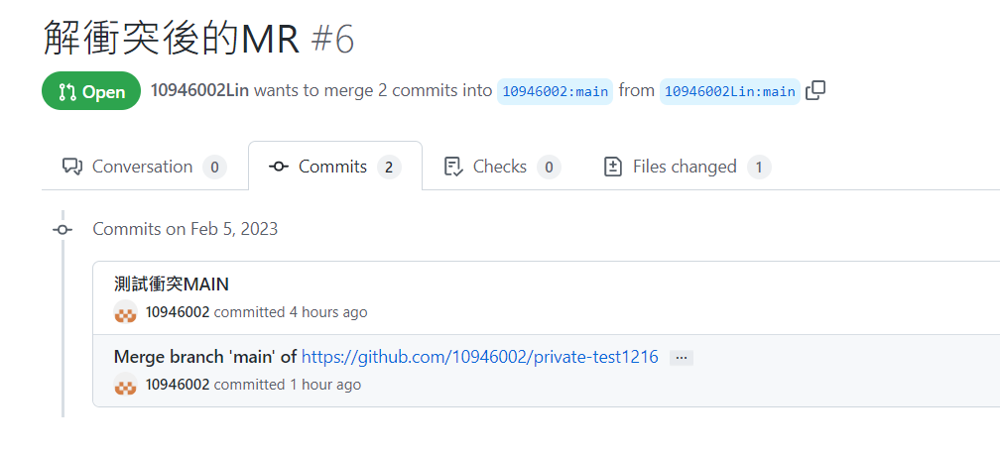 解衝突後的MR #6
Open 10946002Lin wants to merge 2 commits into 10946002:main from 10946002Lin:main
Conversation 0 Commits 2 Checks 0 Files changed 1
Commits on Feb 5, 2023
測試衝突MAIN
10946002 committed 4 hours ago
Merge branch 'main' of https://github.com/10946002/private-test1216 ...
10946002 committed 1 hour ago